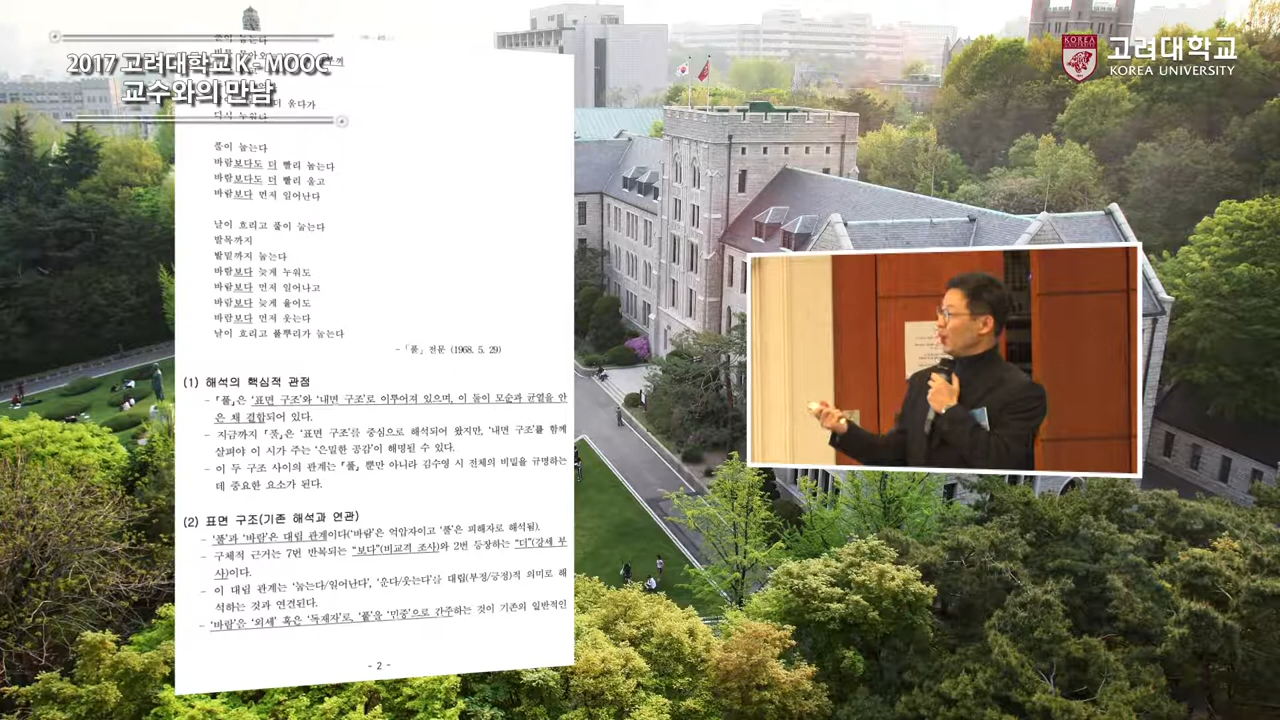 2017 고려대학교 K- MOOC
교수와의 만남
KOREA
고려대학교
KOREA UNIVERSITY
더 울다가
다시 누웠다
풀이 눕는다
바람보다도 더 빨리 눕는다
바람보다도 더 빨리 울고
바람보다 먼저 일어난다
날이 흐리고 풀이 눕는다
발목까지
발밑까지 눕는다
바람보다 늦게 누워도
바람보다 먼저 일어나고
바람보다 늦게 울어도
바람보다 먼저 웃는다
날이 흐리고 풀뿌리가 눕는다
-「풀」전문 (1968. 5. 29)
(1) 해석의 핵심적 관점
- 「풀」은 '표면 구조'와 '내면 구조'로 이루어져 있으며, 이 둘이 모순과 균열을 안
은 채 결합되어 있다.
- 지금까지 「풀」은 '표면 구조'를 중심으로 해석되어 왔지만, '내면 구조'를 함께
살펴야 이 시가 주는 '은밀한 공감'이 해명될 수 있다.
- 이 두 구조 사이의 관계는 「풀」 뿐만 아니라 김수영 시 전체의 비밀을 규명하는
데 중요한 요소가 된다.
(2) 표면 구조(기존 해석과 연관)
- '풀'과 '바람'은 대립 관계이다('바람'은 억압자이고 '풀'은 피해자로 해석됨).
- 구체적 근거는 7번 반복되는 "보다"(비교격 조사)와 2번 등장하는 "더"(강세 부
사)이다.
- 이 대립 관계는 '눕는다/일어난다', '운다/웃는다'를 대립(부정/긍정)적 의미로 해
석하는 것과 연결된다.
- '바람'을 '외세' 혹은 '독재자'로, '풀'을 '민중'으로 간주하는 것이 기존의 일반적인
- 2 -